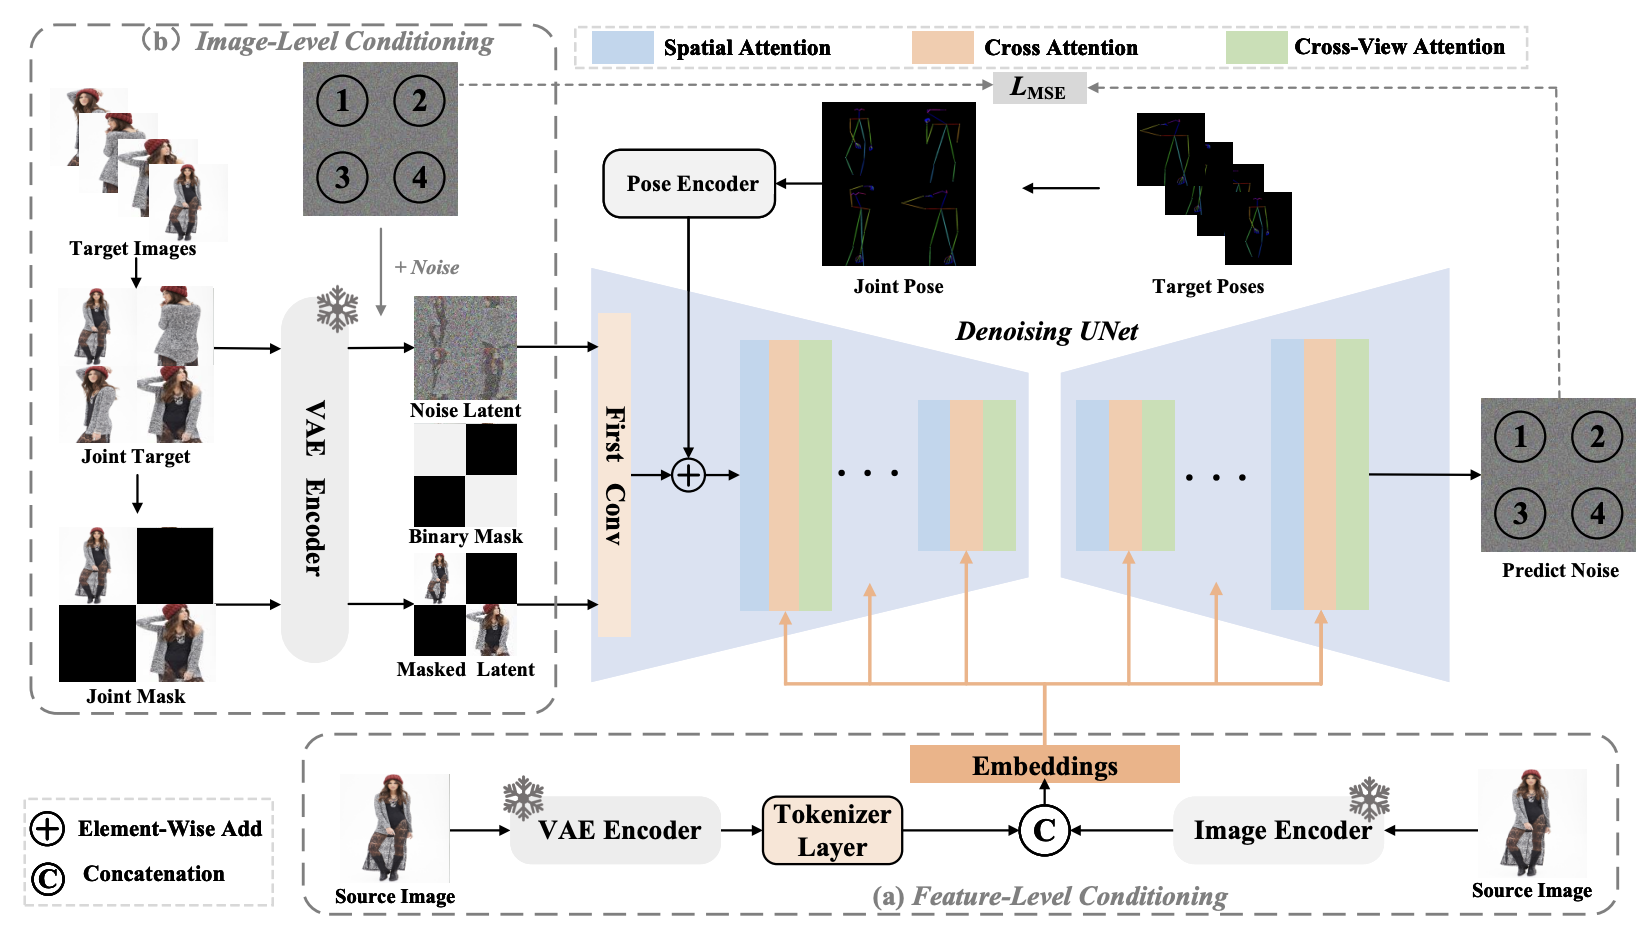 (b) Image-Level Conditioning
Spatial Attention
Cross Attention
Cross-View Attention
1 2
3 4
L_MSE
Target Images
+ Noise
Pose Encoder
Joint Pose
Target Poses
Denoising UNet
Joint Target
VAE Encoder
Noise Latent
Binary Mask
Masked Latent
Joint Mask
First Conv
1 2
3 4
Predict Noise
Embeddings
Element-Wise Add
C Concatenation
Source Image
VAE Encoder
Tokenizer
Layer
C
Image Encoder
Source Image
(a) Feature-Level Conditioning